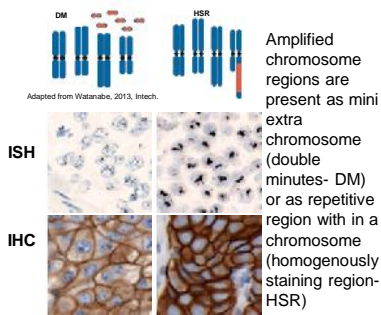 DM
HSR
Adapted from Watanabe, 2013, Intech.
ISH
IHC
Amplified
chromosome
regions are
present as mini
extra
chromosome
(double
minutes- DM)
or as repetitive
region with in a
chromosome
(homogenously
staining region-
HSR)